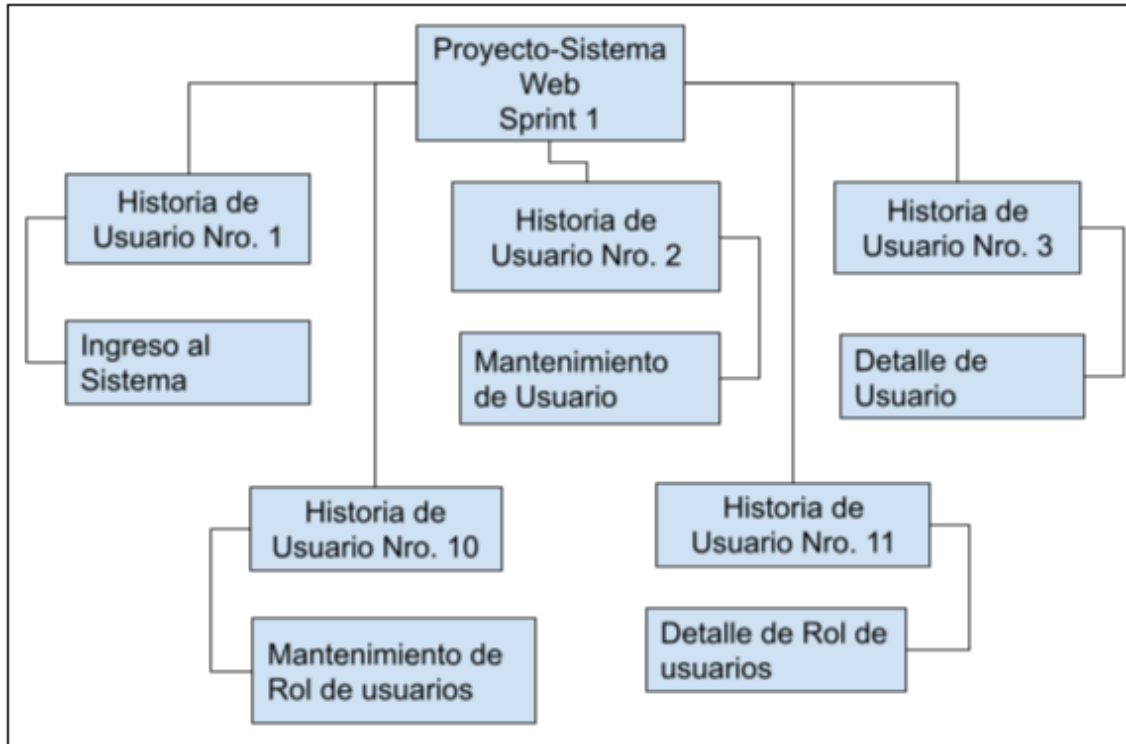 Proyecto-Sistema
Web
Sprint 1
Historia de
Usuario Nro. 1
Historia de
Usuario Nro. 2
Historia de
Usuario Nro. 3
Ingreso al
Sistema
Mantenimiento
de Usuario
Detalle de
Usuario
Historia de
Usuario Nro. 10
Historia de
Usuario Nro. 11
Mantenimiento de
Rol de usuarios
Detalle de Rol de
usuarios